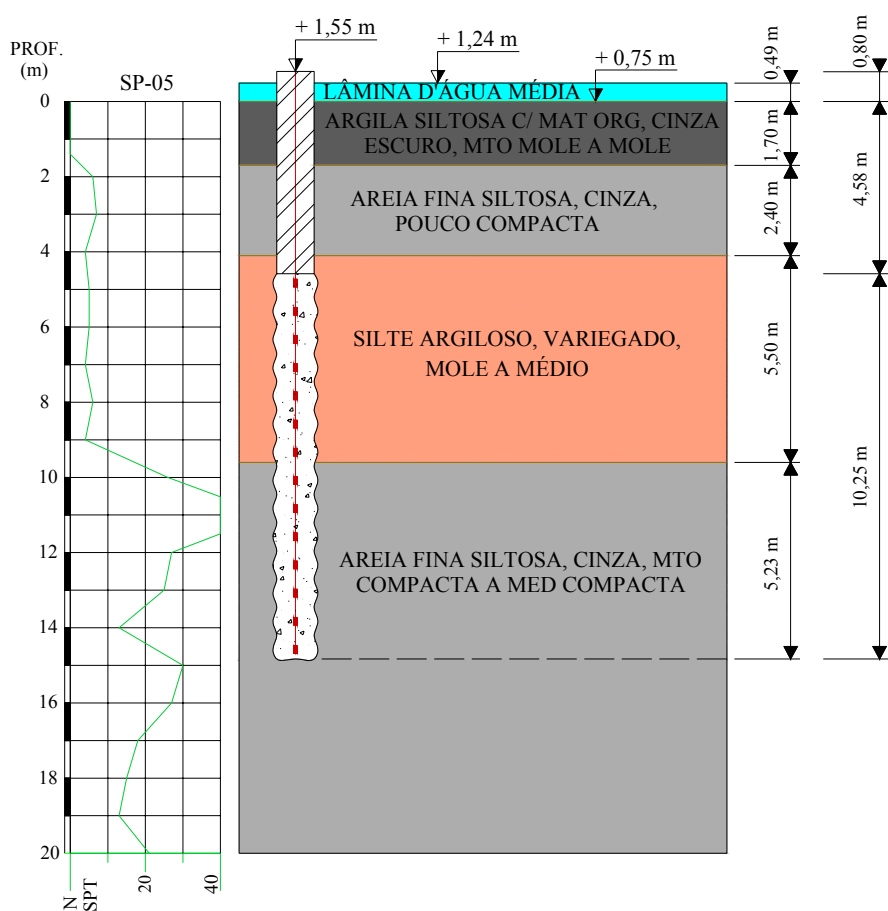 PROF.
(m)
SP-05
0
2
4
6
8
10
12
14
16
18
20
N
SPT
20
40
+ 1,55 m
+ 1,24 m
+ 0,75 m
LÂMINA D'ÁGUA MÉDIA
ARGILA SILTOSA C/ MAT ORG, CINZA
ESCURO, MTO MOLE A MOLE
AREIA FINA SILTOSA, CINZA,
POUCO COMPACTA
SILTE ARGILOSO, VARIEGADO,
MOLE A MÉDIO
AREIA FINA SILTOSA, CINZA, MTO
COMPACTA A MED COMPACTA
0,49 m
1,70 m
2,40 m
5,50 m
5,23 m
0,80 m
4,58 m
10,25 m